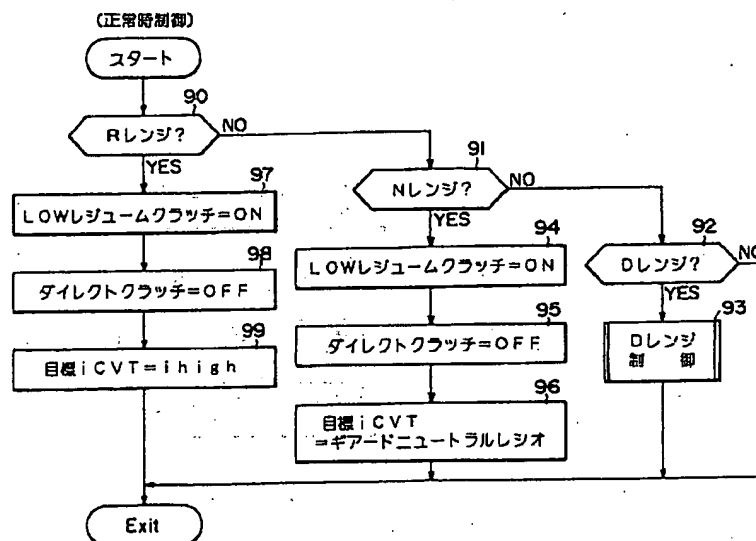 (正常時制御)
スタート
90
Rレンジ?
NO
YES
97
LOWレジュームクラッチ=ON
98
ダイレクトクラッチ=OFF
99
目標iCVT=ihigh
Exit
91
Nレンジ?
NO
YES
94
LOWレジュームクラッチ=ON
95
ダイレクトクラッチ=OFF
96
目標iCVT
=ギアードニュートラルレシオ
92
Dレンジ?
NO
YES
93
Dレンジ
制御